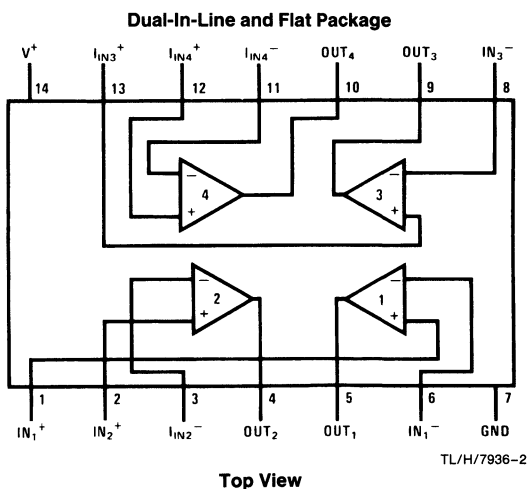 Dual-In-Line and Flat Package
V+ IIN3+ IIN4+ IIN4− OUT4 OUT3 IN3−
14 13 12 11 10 9 8
− −
4 3
+ +
− −
2 1
+ +
1 2 3 4 5 6 7
IN1+ IN2+ IIN2− OUT2 OUT1 IN1− GND
TL/H/7936–2
Top View